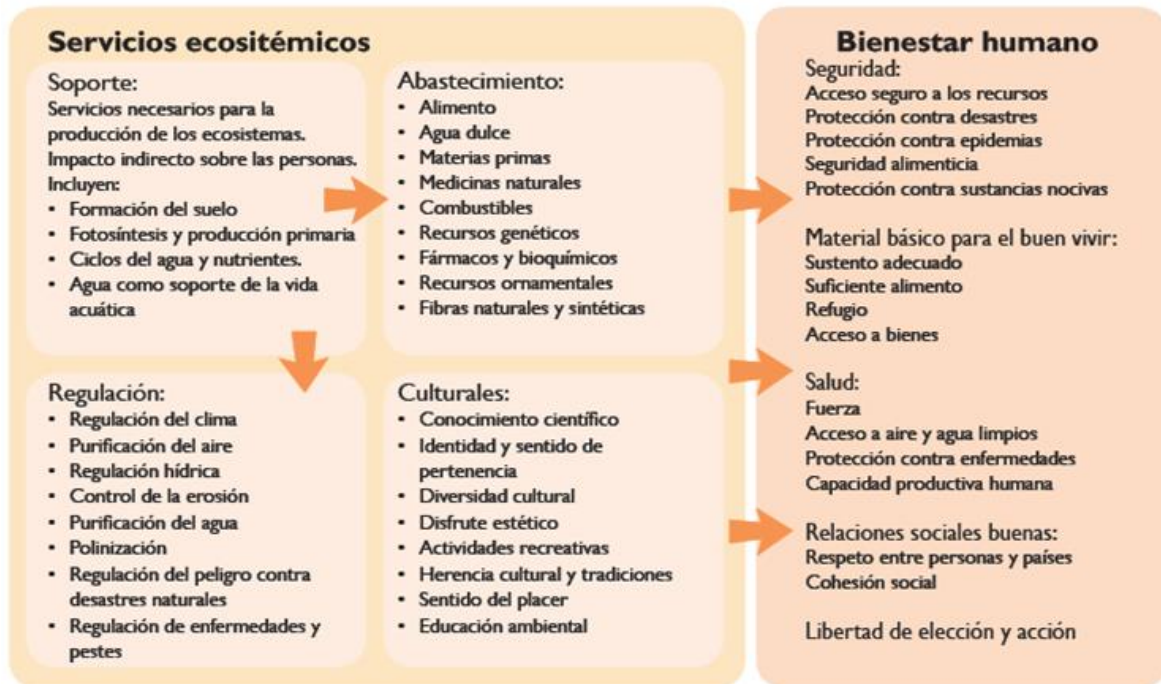 Servicios ecositémicos
Soporte:
Servicios necesarios para la
producción de los ecosistemas.
Impacto indirecto sobre las personas.
Incluyen:
• Formación del suelo
• Fotosíntesis y producción primaria
• Ciclos del agua y nutrientes.
• Agua como soporte de la vida
acuática
Abastecimiento:
• Alimento
• Agua dulce
• Materias primas
• Medicinas naturales
• Combustibles
• Recursos genéticos
• Fármacos y bioquímicos
• Recursos ornamentales
• Fibras naturales y sintéticas
Regulación:
• Regulación del clima
• Purificación del aire
• Regulación hídrica
• Control de la erosión
• Purificación del agua
• Polinización
• Regulación del peligro contra
desastres naturales
• Regulación de enfermedades y
pestes
Culturales:
• Conocimiento científico
• Identidad y sentido de
pertenencia
• Diversidad cultural
• Disfrute estético
• Actividades recreativas
• Herencia cultural y tradiciones
• Sentido del placer
• Educación ambiental
Bienestar humano
Seguridad:
Acceso seguro a los recursos
Protección contra desastres
Protección contra epidemias
Seguridad alimenticia
Protección contra sustancias nocivas
Material básico para el buen vivir:
Sustento adecuado
Suficiente alimento
Refugio
Acceso a bienes
Salud:
Fuerza
Acceso a aire y agua limpios
Protección contra enfermedades
Capacidad productiva humana
Relaciones sociales buenas:
Respeto entre personas y países
Cohesión social
Libertad de elección y acción